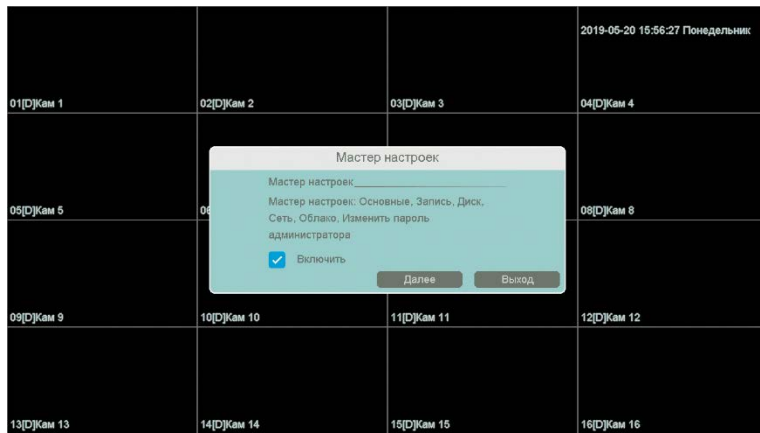 2019-05-20 15:56:27 Понедельник
01[D]Кам 1
02[D]Кам 2
03[D]Кам 3
04[D]Кам 4
Мастер настроек
Мастер настроек
Мастер настроек: Основные, Запись, Диск,
Сеть, Облако, Изменить пароль
администратора
Включить
Далее
Выход
05[D]Кам 5
06
08[D]Кам 8
09[D]Кам 9
10[D]Кам 10
11[D]Кам 11
12[D]Кам 12
13[D]Кам 13
14[D]Кам 14
15[D]Кам 15
16[D]Кам 16